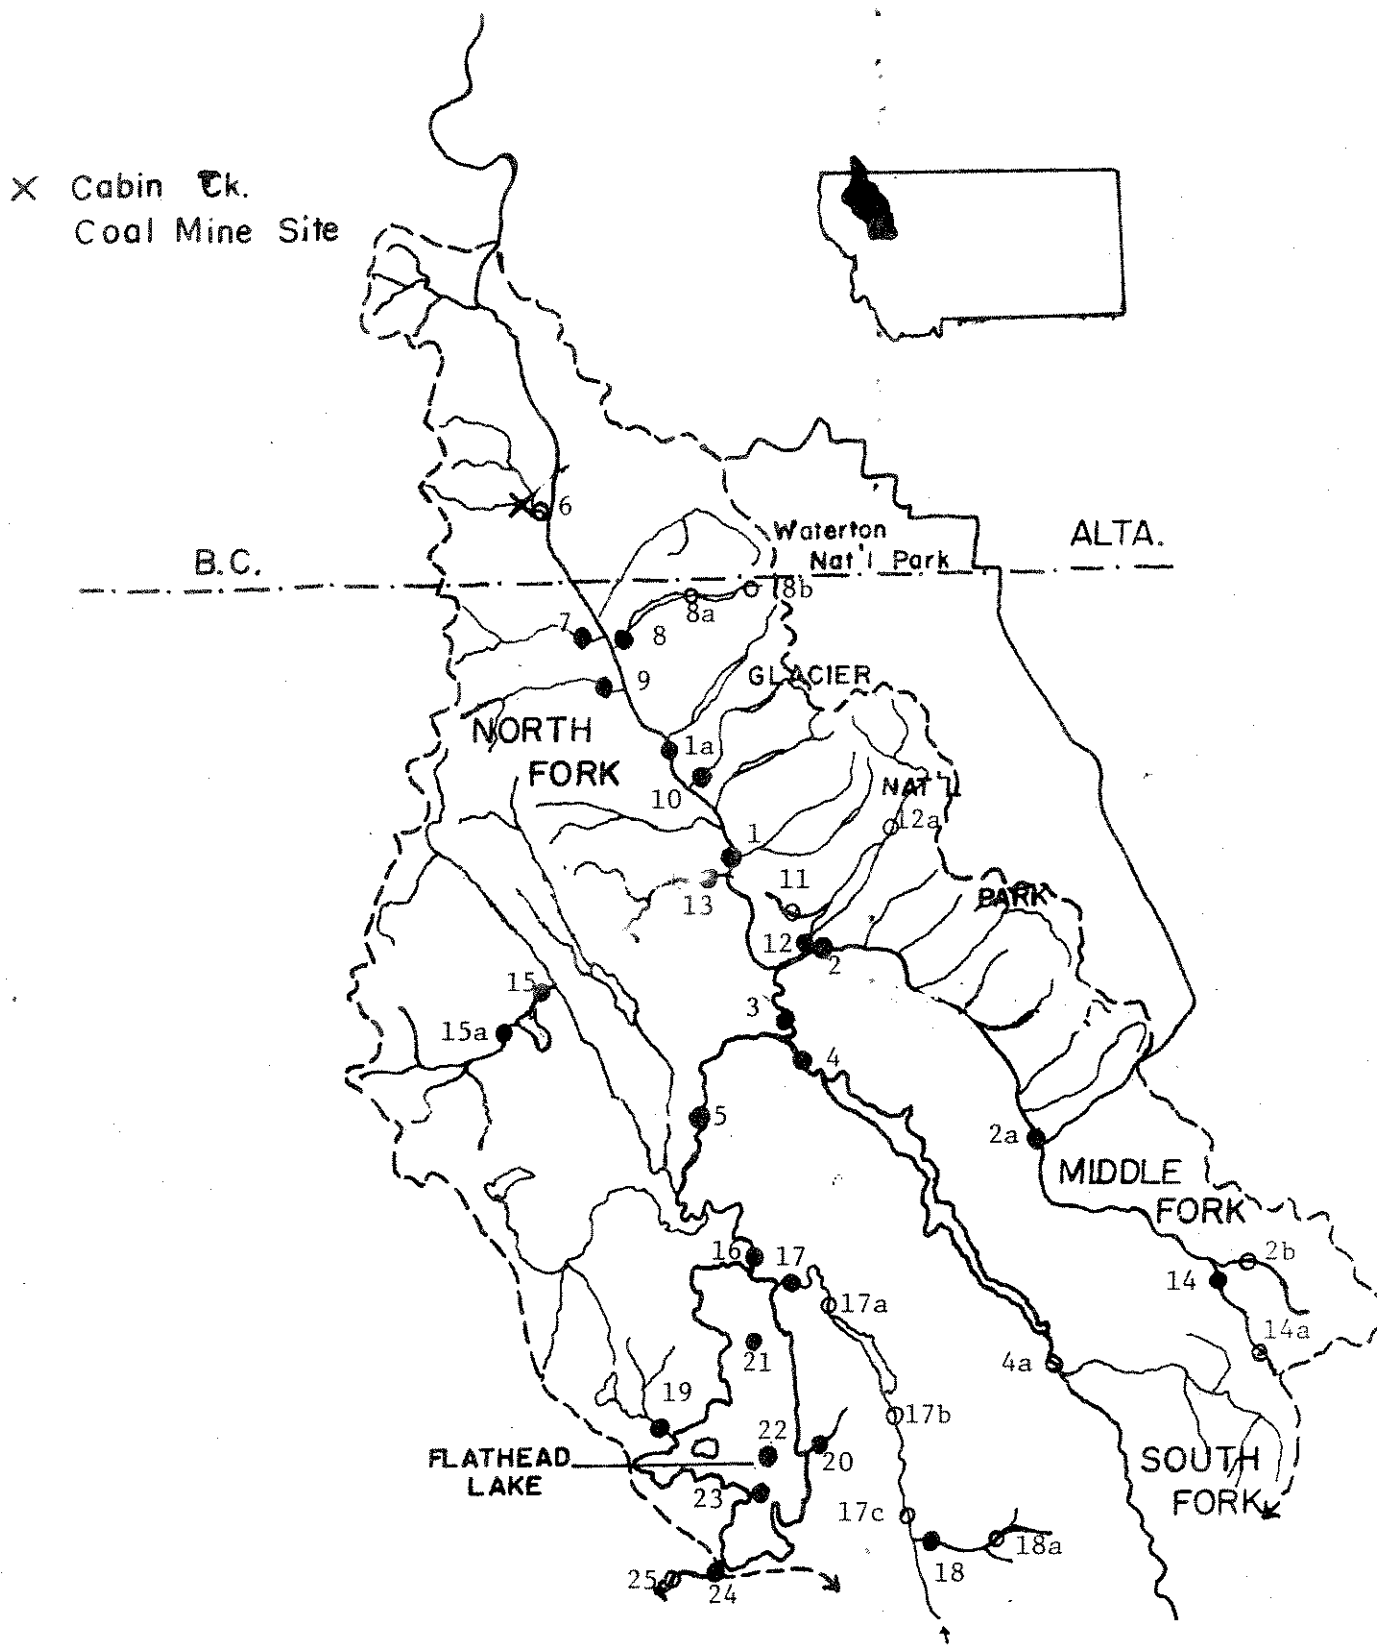 × Cabin Ck.
Coal Mine Site
6
B.C.
Waterton
Nat'l Park
ALTA.
8b
8a
7
8
9
GLACIER
NORTH
FORK
1a
10
NAT'L
12a
1
11
13
PARK
12
2
15
3
15a
4
5
2a
MIDDLE
FORK
16
17
2b
14
17a
14a
21
4a
19
17b
22
20
FLATHEAD
LAKE
SOUTH
FORK
23
17c
18a
18
25
24